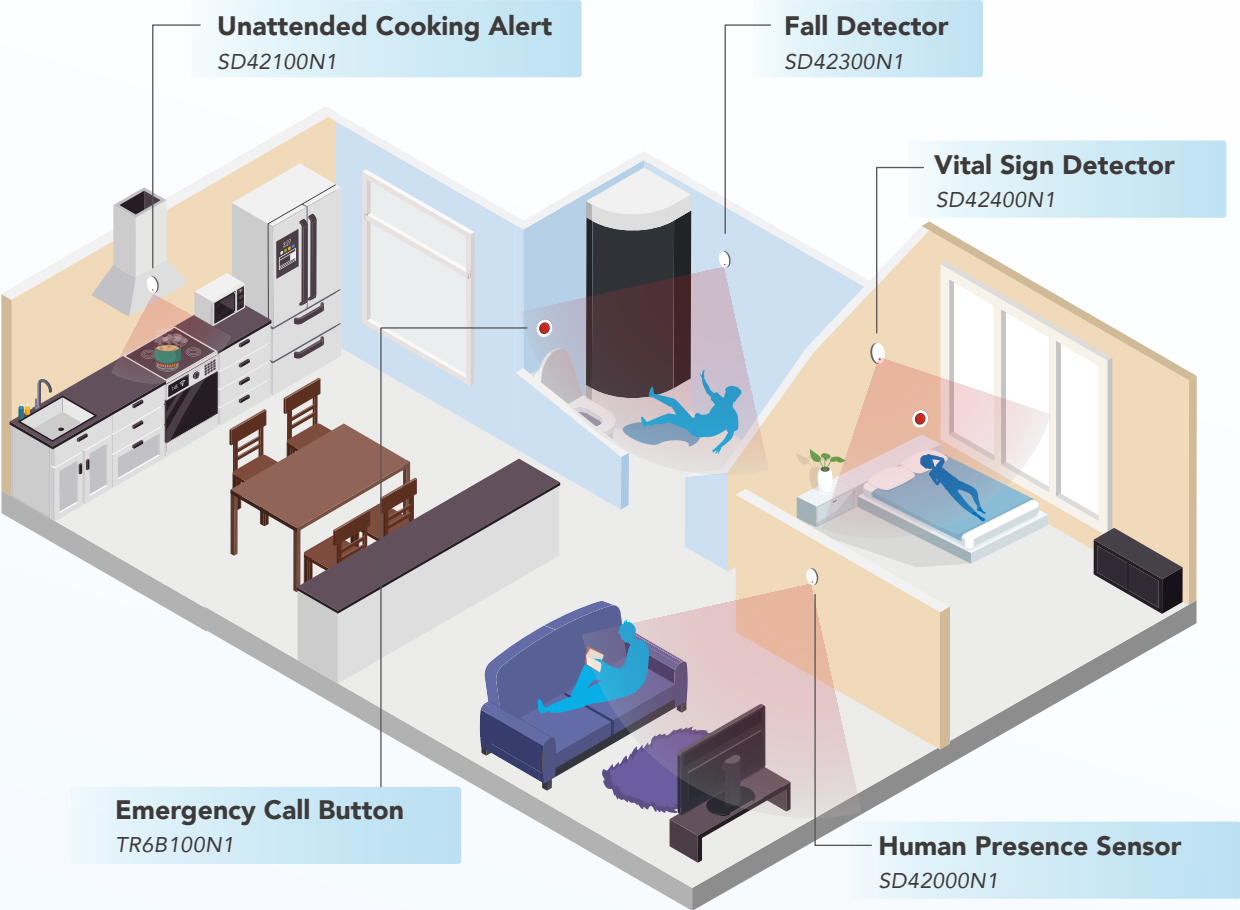 Unattended Cooking Alert
SD42100N1
Fall Detector
SD42300N1
Vital Sign Detector
SD42400N1
Emergency Call Button
TR6B100N1
Human Presence Sensor
SD42000N1